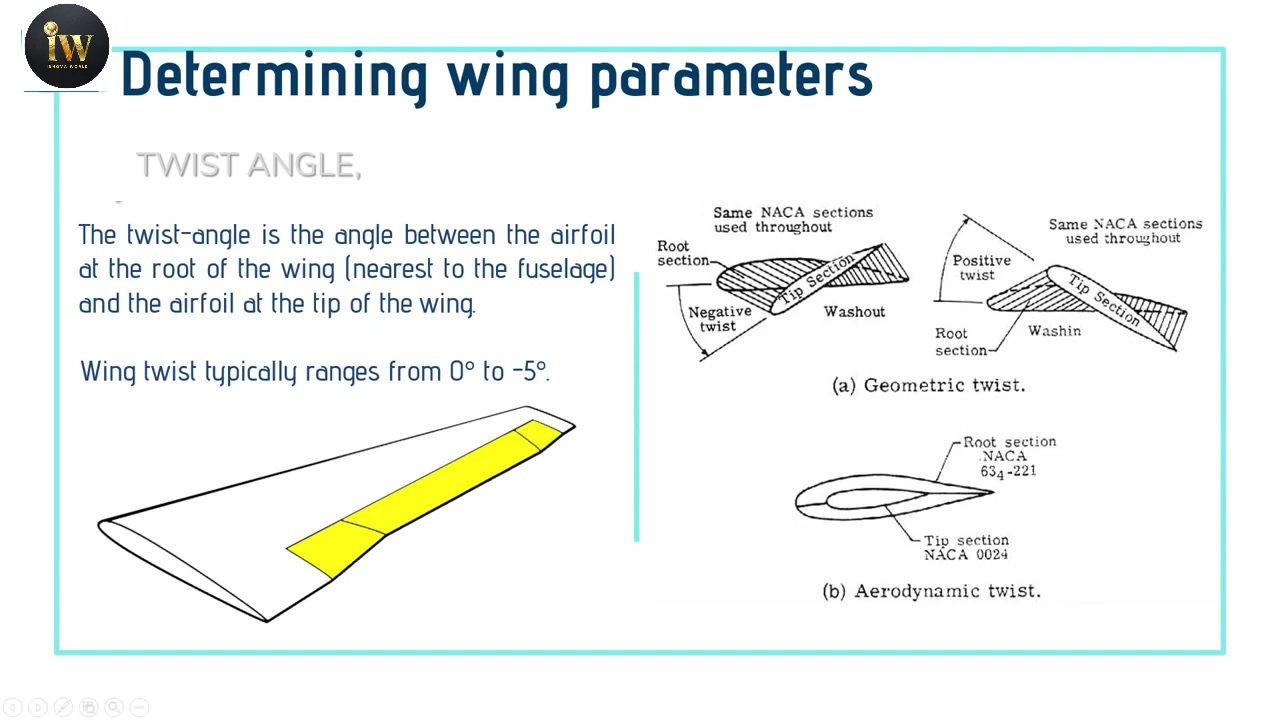 iW
INNOVA WORLD
Determining wing parameters
TWIST ANGLE,
The twist-angle is the angle between the airfoil
at the root of the wing (nearest to the fuselage)
and the airfoil at the tip of the wing.
Wing twist typically ranges from 0° to -5°.
Same NACA sections
used throughout
Root
section
Tip Section
Negative
twist
Washout
Same NACA sections
used throughout
Positive
twist
Tip Section
Root
section
Washin
(a) Geometric twist.
Root section
NACA
63₄-221
Tip section
NACA 0024
(b) Aerodynamic twist.